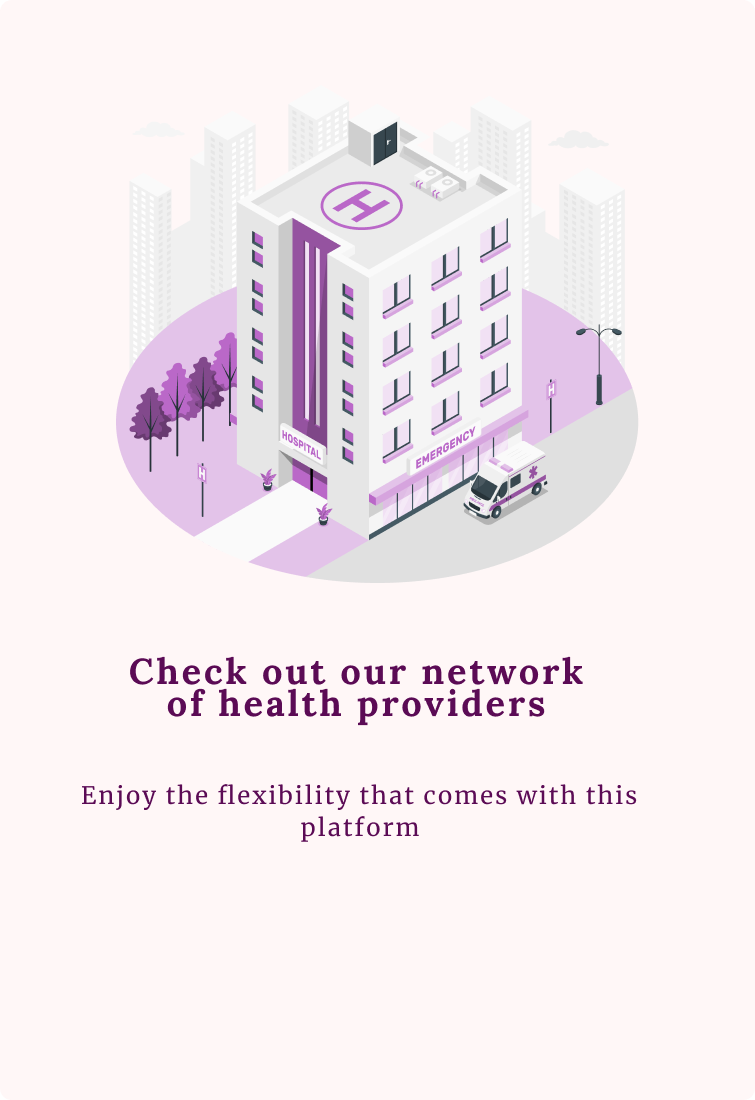 H
HOSPITAL
EMERGENCY
H
H
Check out our network
of health providers
Enjoy the flexibility that comes with this
platform